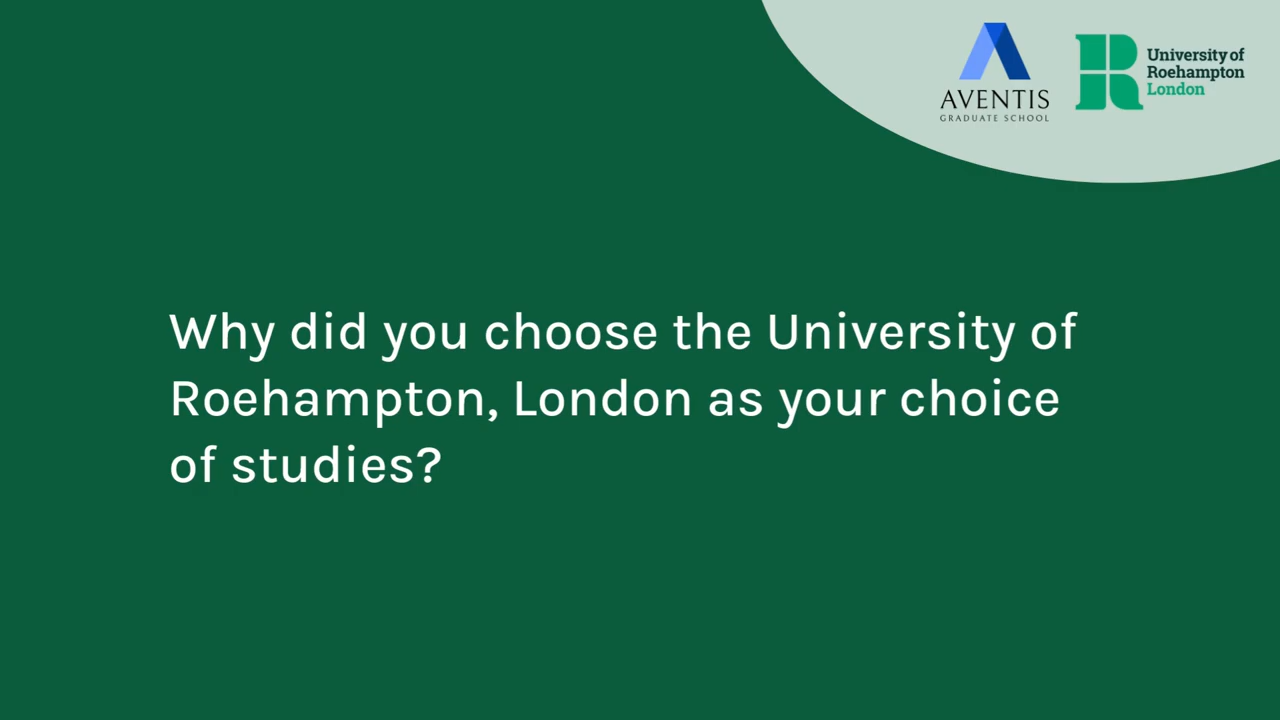 AVENTIS
GRADUATE SCHOOL
University of
Roehampton
London
Why did you choose the University of
Roehampton, London as your choice
of studies?